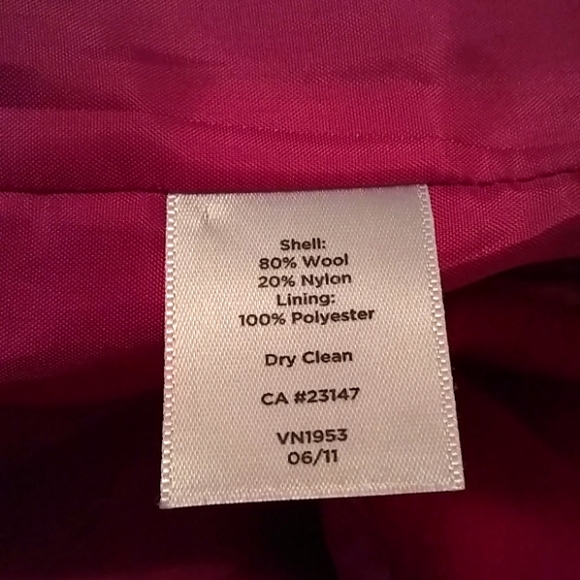 Shell:
80% Wool
20% Nylon
Lining:
100% Polyester
Dry Clean
CA #23147
VN1953
06/11